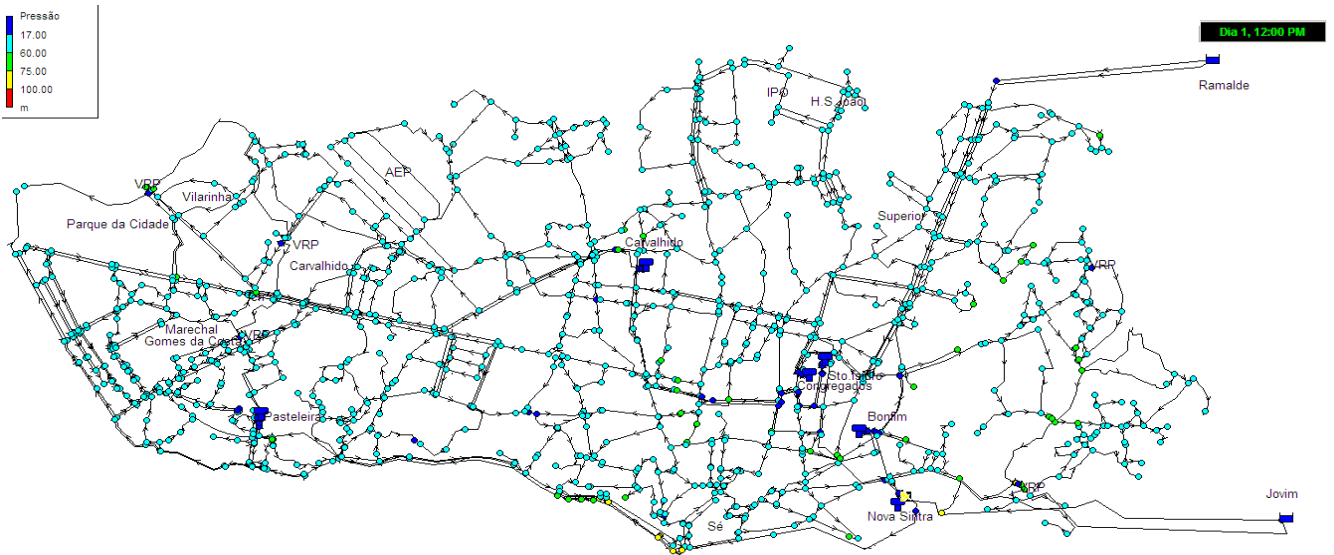 Pressão
17.00
60.00
75.00
100.00
m
Dia 1, 12:00 PM
Ramalde
IPO
H.S.João
AEP
VRP
Vilarinha
Parque da Cidade
Superio
VRP
Carvalhido
Carvalhido
VRP
Marechal
Gomes da Costa
VRP
Sto.Isidro
Congregados
Pasteleira
Bonfim
VRP
Jovim
Nova Sintra
Sé